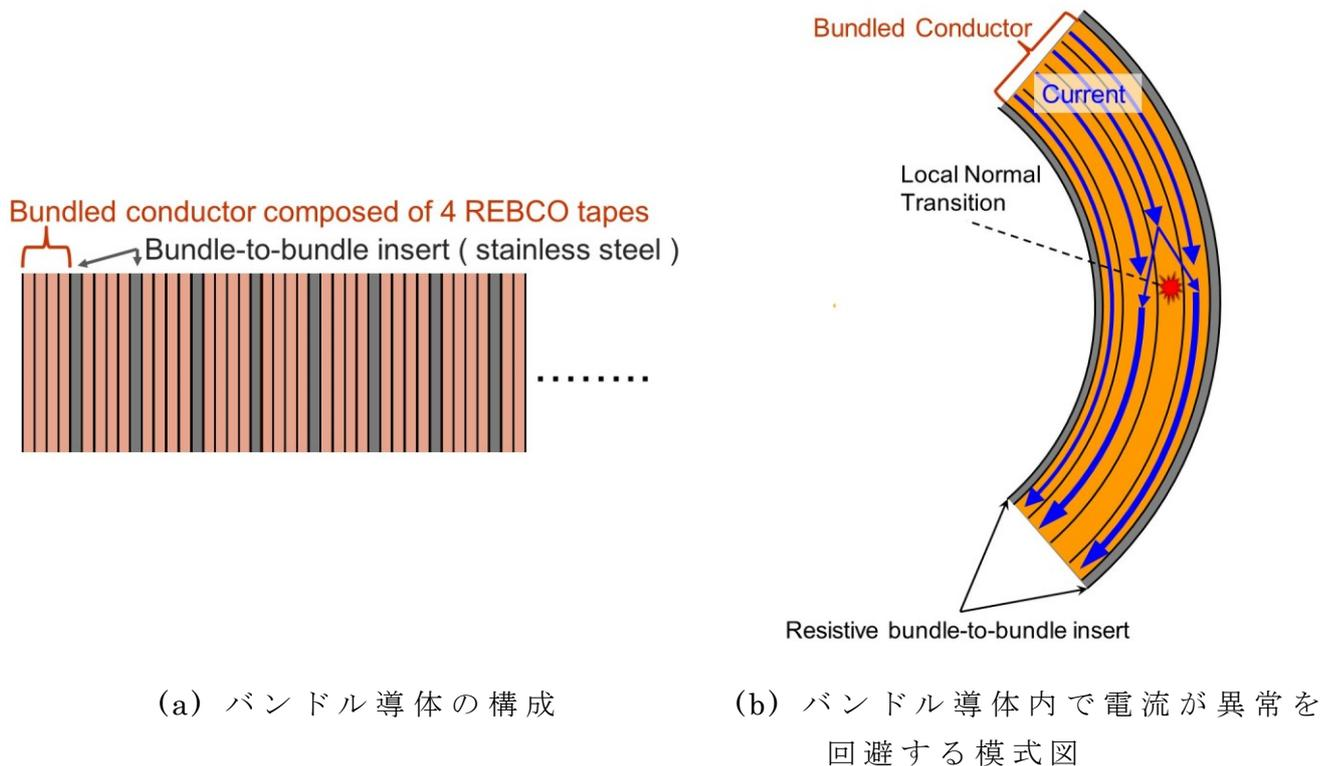 Bundled conductor composed of 4 REBCO tapes
Bundle-to-bundle insert ( stainless steel )
(a) バンドル導体の構成
Bundled Conductor
Current
Local Normal
Transition
Resistive bundle-to-bundle insert
(b) バンドル導体内で電流が異常を
回避する模式図